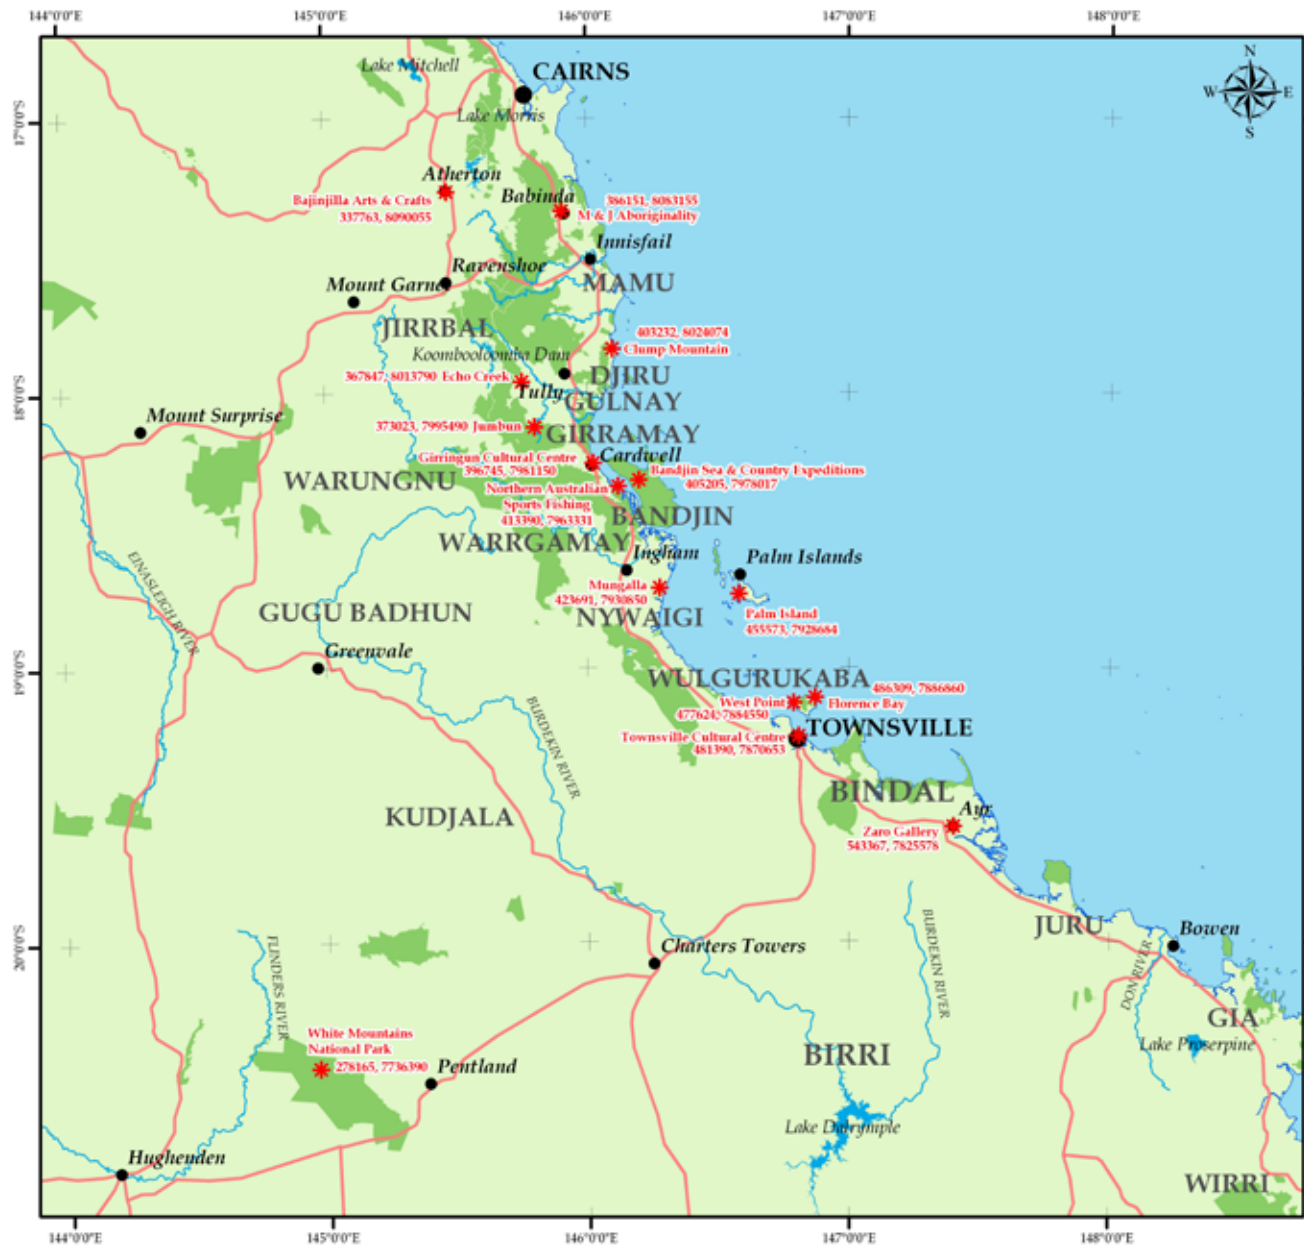 144°0'0"E 145°0'0"E 146°0'0"E 147°0'0"E 148°0'0"E
N
W E
S
Lake Mitchell
CAIRNS
Lake Morris
17°0'0"S
Atherton
Bajinjilla Arts & Crafts
337763, 8090055
Babinda
386151, 8083155
M & J Aboriginality
Innisfail
Ravenshoe
Mount Garne
MAMU
JIRRBAL
403232, 8024074
Clump Mountain
Koombooloomba Dam
367847, 8013790 Echo Creek
DJIRU
Tully
GULNAY
18°0'0"S
Mount Surprise
373023, 7995490 Jumbun
GIRRAMAY
Girringun Cultural Centre
396745, 7981150
Cardwell
Bandjin Sea & Country Expeditions
405205, 7978017
WARUNGNU
Northern Australian
Sports Fishing
413390, 7963331
BANDJIN
WARRGAMAY
Ingham
Palm Islands
EINASLEIGH RIVER
Mungalla
423691, 7930850
GUGU BADHUN
NYWAIGI
Palm Island
455573, 7928684
Greenvale
19°0'0"S
WULGURUKABA
486309, 7886860
Florence Bay
West Point
477624, 7884550
BURDEKIN RIVER
TOWNSVILLE
Townsville Cultural Centre
481390, 7870653
BINDAL
KUDJALA
Ayr
Zaro Gallery
543367, 7825578
JURU
Bowen
20°0'0"S
Charters Towers
FLINDERS RIVER
BURDEKIN RIVER
DON RIVER
GIA
Lake Proserpine
White Mountains
National Park
278165, 7736390
BIRRI
Pentland
Lake Dalrymple
Hughenden
WIRRI
144°0'0"E 145°0'0"E 146°0'0"E 147°0'0"E 148°0'0"E